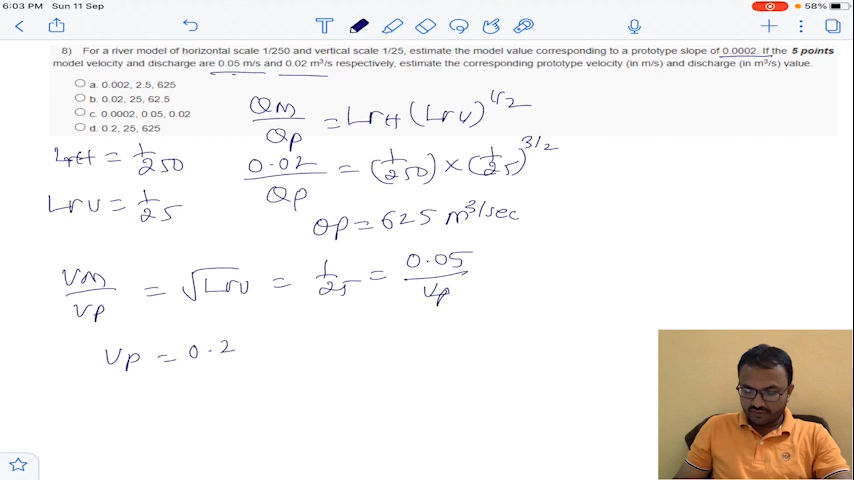 6:03 PM Sun 11 Sep
58%
8) For a river model of horizontal scale 1/250 and vertical scale 1/25, estimate the model value corresponding to a prototype slope of 0.0002. If the 5 points
model velocity and discharge are 0.05 m/s and 0.02 m³/s respectively, estimate the corresponding prototype velocity (in m/s) and discharge (in m³/s) value.
a. 0.002, 2.5, 625
b. 0.02, 25, 62.5
c. 0.0002, 0.05, 0.02
d. 0.2, 25, 625
QM/QP = LrH (LrV)^1/2
LrH = 1/250
0.02/QP = (1/250) × (1/25)^3/2
LrV = 1/25
QP = 625 m³/sec
VM/VP = √LrV = 1/25 = 0.05/VP
VP = 0.2